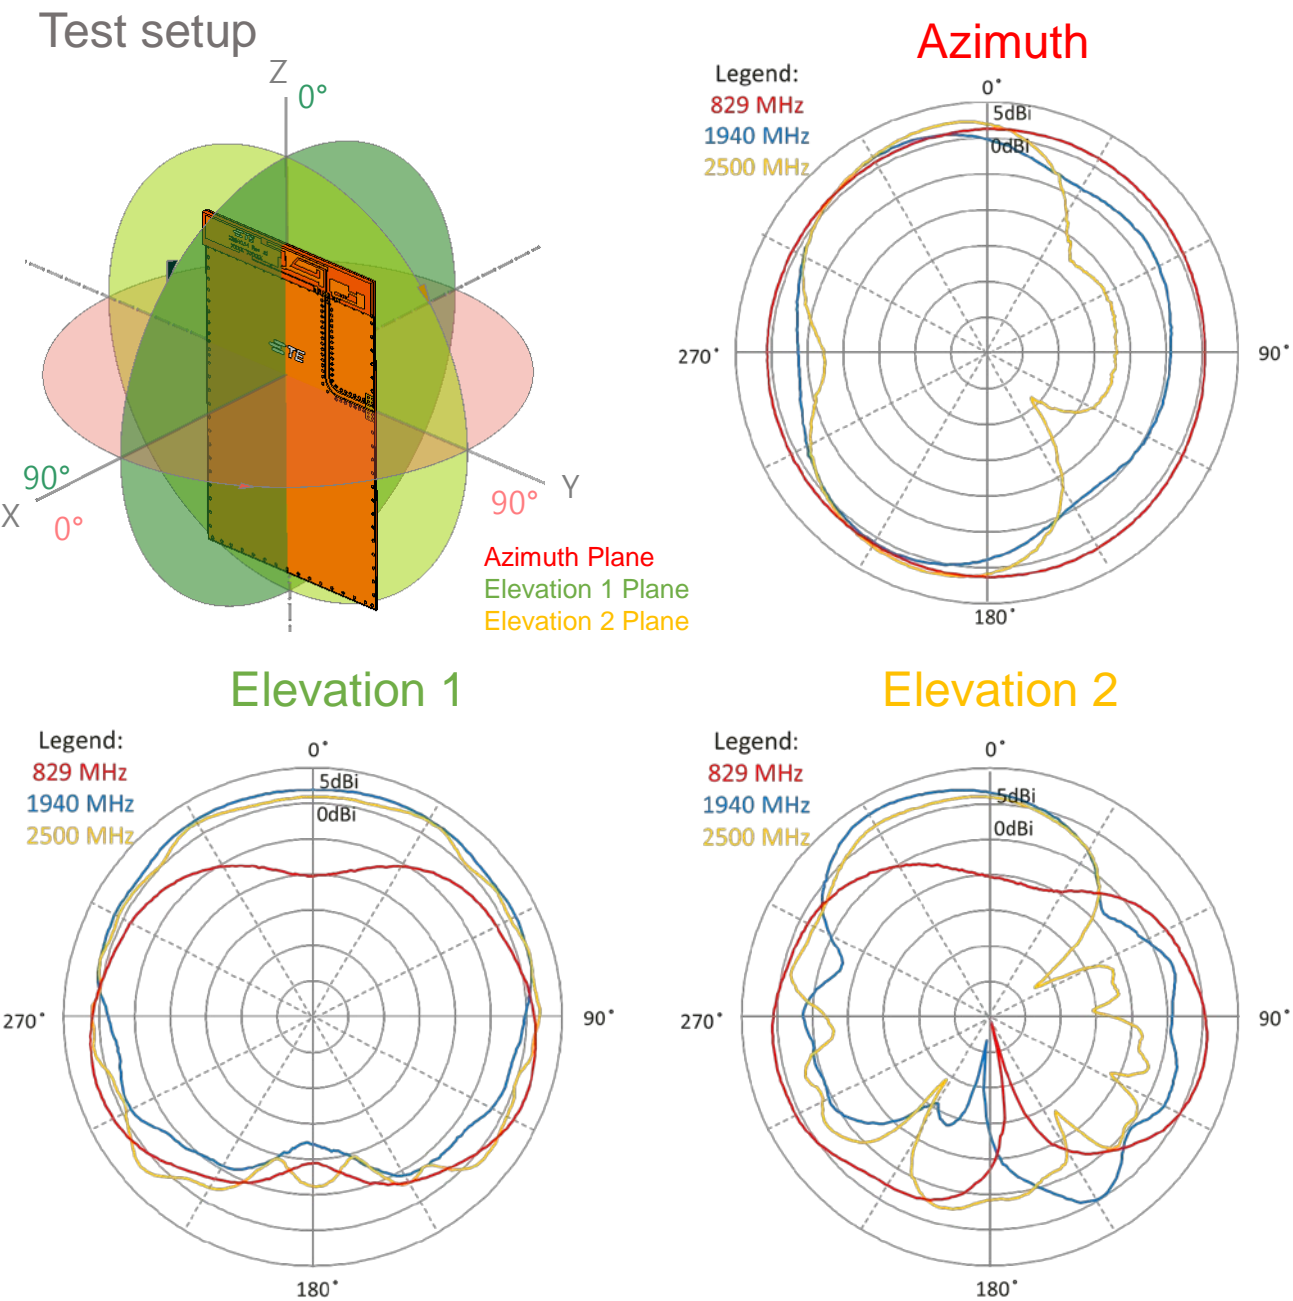 Test setup
Z
0°
TE
90°
X
0°
90°
Y
Azimuth Plane
Elevation 1 Plane
Elevation 2 Plane
Azimuth
Legend:
829 MHz
1940 MHz
2500 MHz
0°
5dBi
0dBi
270°
90°
180°
Elevation 1
Legend:
829 MHz
1940 MHz
2500 MHz
0°
5dBi
0dBi
270°
90°
180°
Elevation 2
Legend:
829 MHz
1940 MHz
2500 MHz
0°
5dBi
0dBi
270°
90°
180°